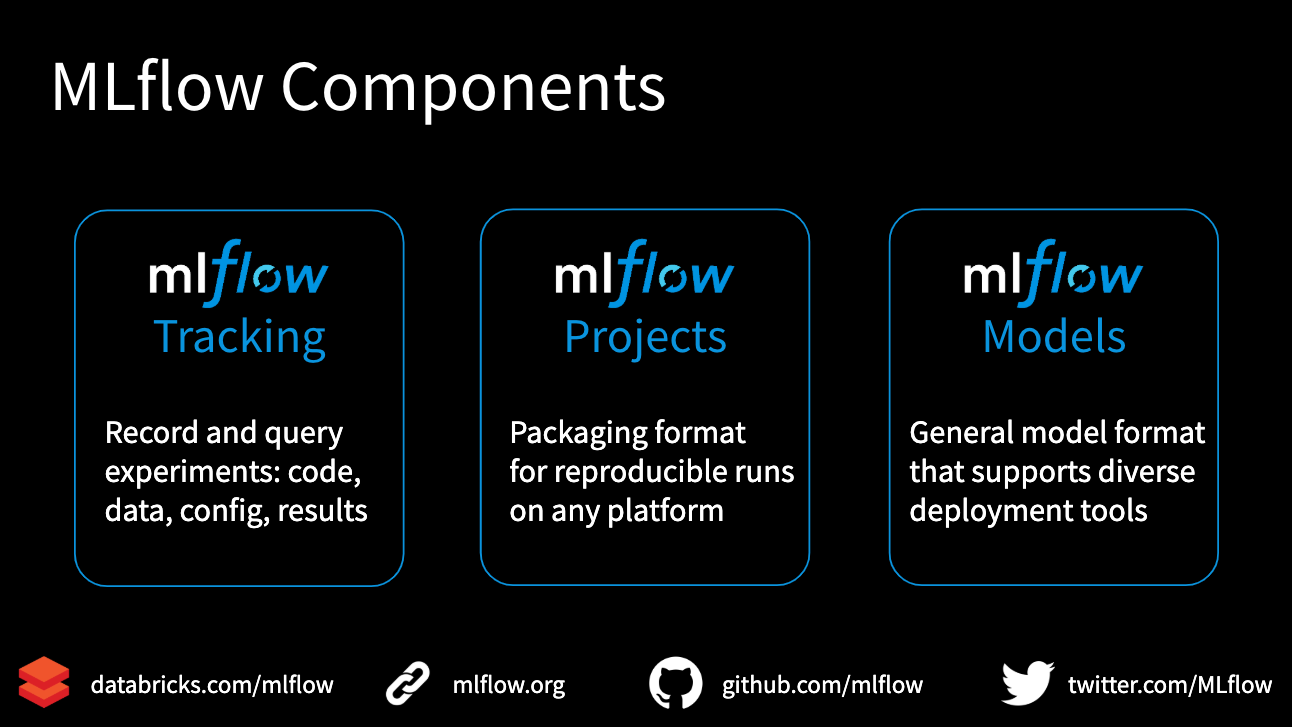 MLflow Components
mlflow
Tracking
Record and query
experiments: code,
data, config, results
mlflow
Projects
Packaging format
for reproducible runs
on any platform
mlflow
Models
General model format
that supports diverse
deployment tools
databricks.com/mlflow
mlflow.org
github.com/mlflow
twitter.com/MLflow